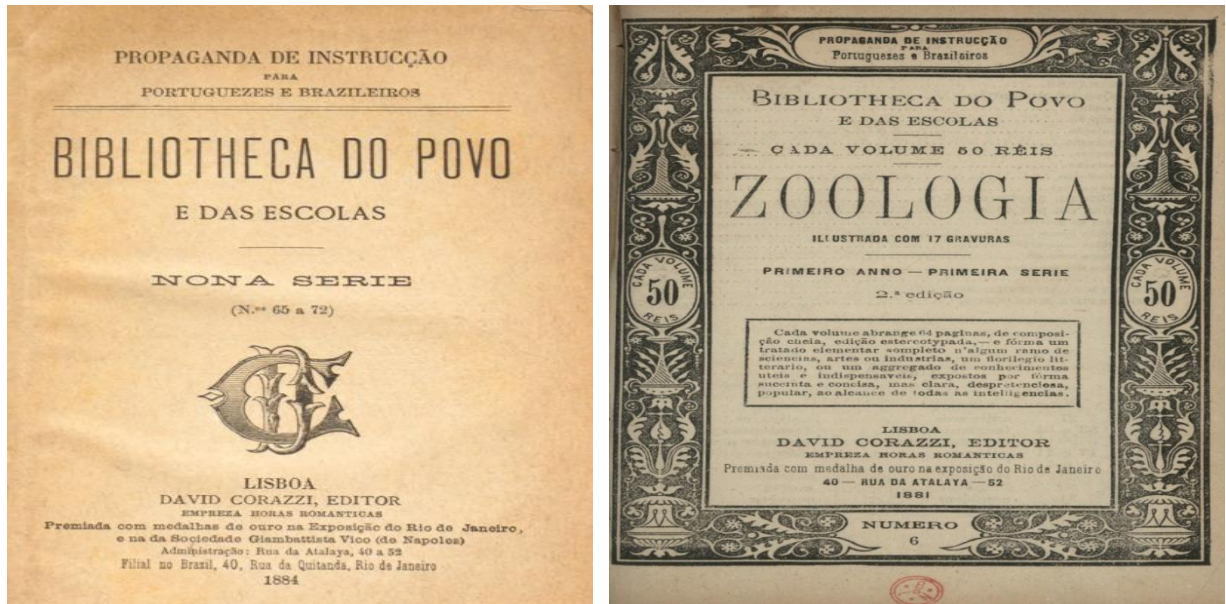 PROPAGANDA DE INSTRUCÇÃO
PARA
PORTUGUEZES E BRAZILEIROS
BIBLIOTHECA DO POVO
E DAS ESCOLAS
NONA SERIE
(N.os 65 a 72)
LISBOA
DAVID CORAZZI, EDITOR
EMPREZA HORAS ROMANTICAS
Premiada com medalhas de ouro na Exposição do Rio de Janeiro,
e na da Sociedade Giambattista Vico (de Napoles)
Administração: Rua da Atalaya, 40 a 52
Filial no Brazil, 40, Rua da Quitanda, Rio de Janeiro
1884
PROPAGANDA DE INSTRUCÇÃO
PARA
Portuguezes e Brazileiros
BIBLIOTHECA DO POVO
E DAS ESCOLAS
CADA VOLUME 50 RÉIS
ZOOLOGIA
ILLUSTRADA COM 17 GRAVURAS
PRIMEIRO ANNO — PRIMEIRA SERIE
2.ª edição
CADA VOLUME
50
REIS
CADA VOLUME
50
REIS
Cada volume abrange 64 paginas, de composi-
ção cheia, edição estereotypada,— e fórma um
tratado elementar completo n'algum ramo de
sciencias, artes ou industrias, um florilegio lit-
terario, ou um aggregado de conhecimentos
uteis e indispensaveis, expostos por fórma
succinta e concisa, mas clara, despretenciosa,
popular, ao alcance de todas as intelligencias.
LISBOA
DAVID CORAZZI, EDITOR
EMPREZA HORAS ROMANTICAS
Premiada com medalha de ouro na exposição do Rio de Janeiro
40 — RUA DA ATALAYA — 52
1881
NUMERO
6